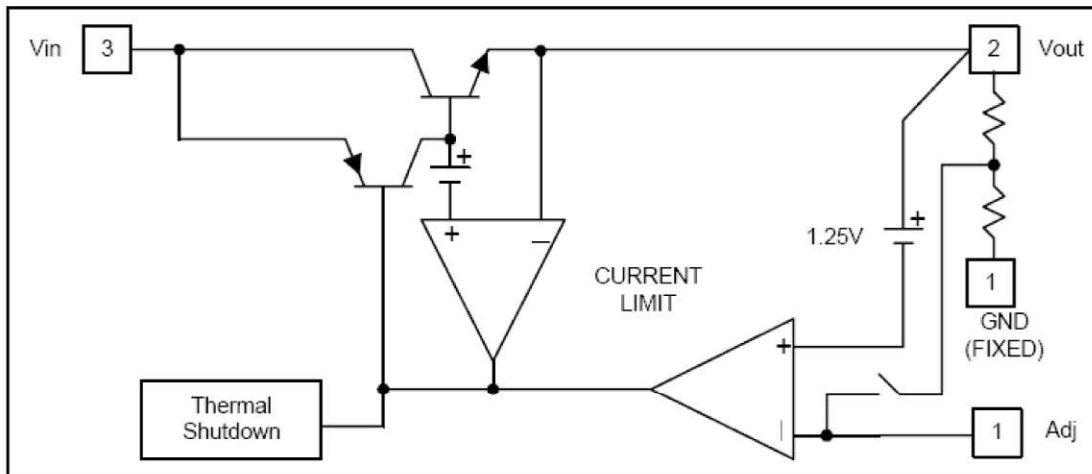 Vin
3
2
Vout
+
+
−
1.25V
+
1
GND
(FIXED)
CURRENT
LIMIT
+
−
Thermal
Shutdown
1
Adj